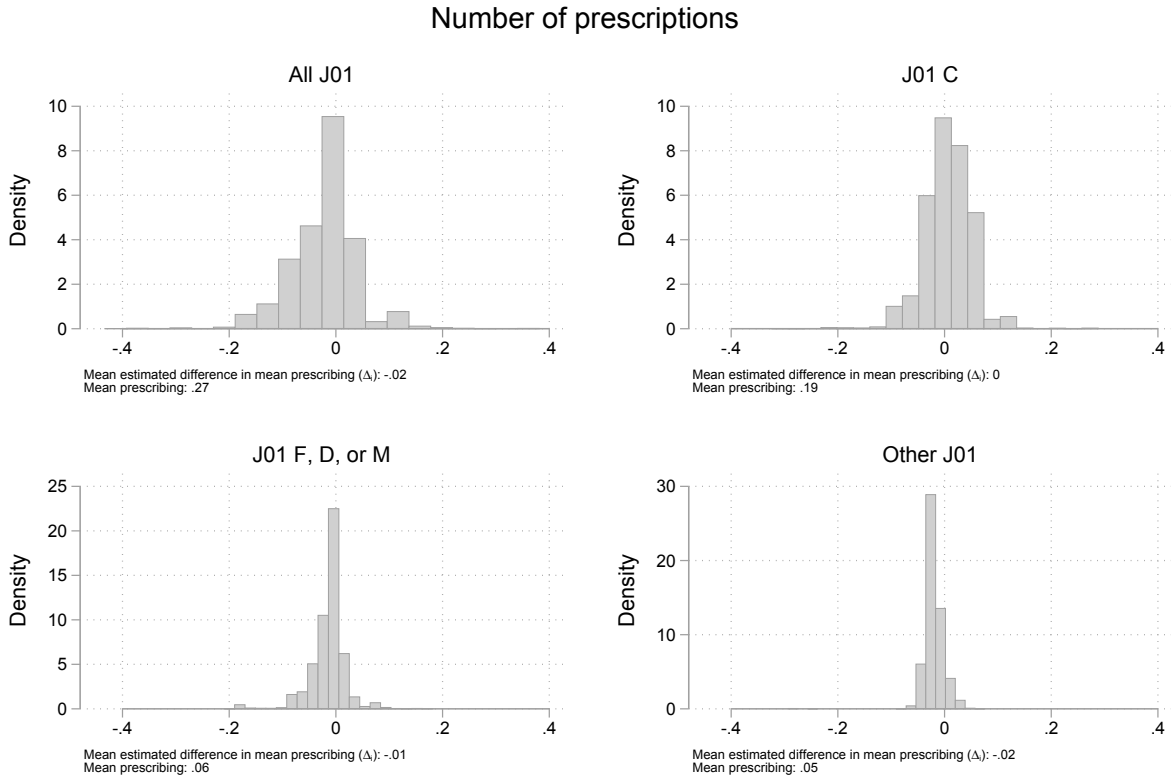 Number of prescriptions
All J01
10
8
6
4
2
0
Density
-.4 -.2 0 .2 .4
Mean estimated difference in mean prescribing (Δᵢ): -.02
Mean prescribing: .27
J01 C
10
8
6
4
2
0
Density
-.4 -.2 0 .2 .4
Mean estimated difference in mean prescribing (Δᵢ): 0
Mean prescribing: .19
J01 F, D, or M
25
20
15
10
5
0
Density
-.4 -.2 0 .2 .4
Mean estimated difference in mean prescribing (Δᵢ): -.01
Mean prescribing: .06
Other J01
30
20
10
0
Density
-.4 -.2 0 .2 .4
Mean estimated difference in mean prescribing (Δᵢ): -.02
Mean prescribing: .05